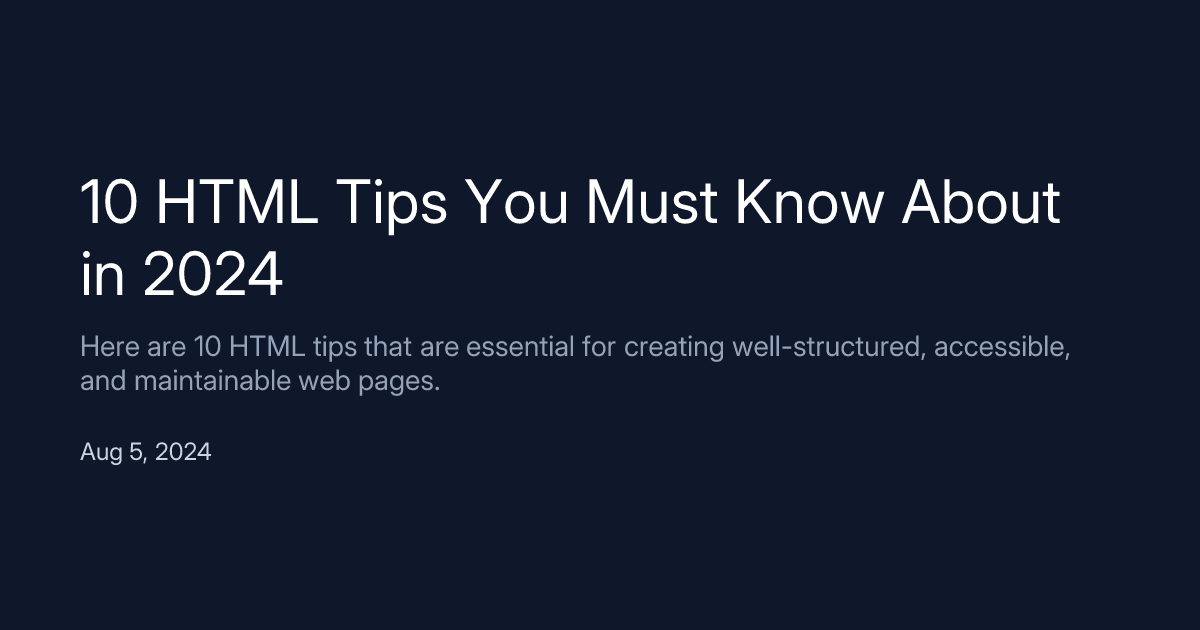 10 HTML Tips You Must Know About
in 2024
Here are 10 HTML tips that are essential for creating well-structured, accessible,
and maintainable web pages.
Aug 5, 2024